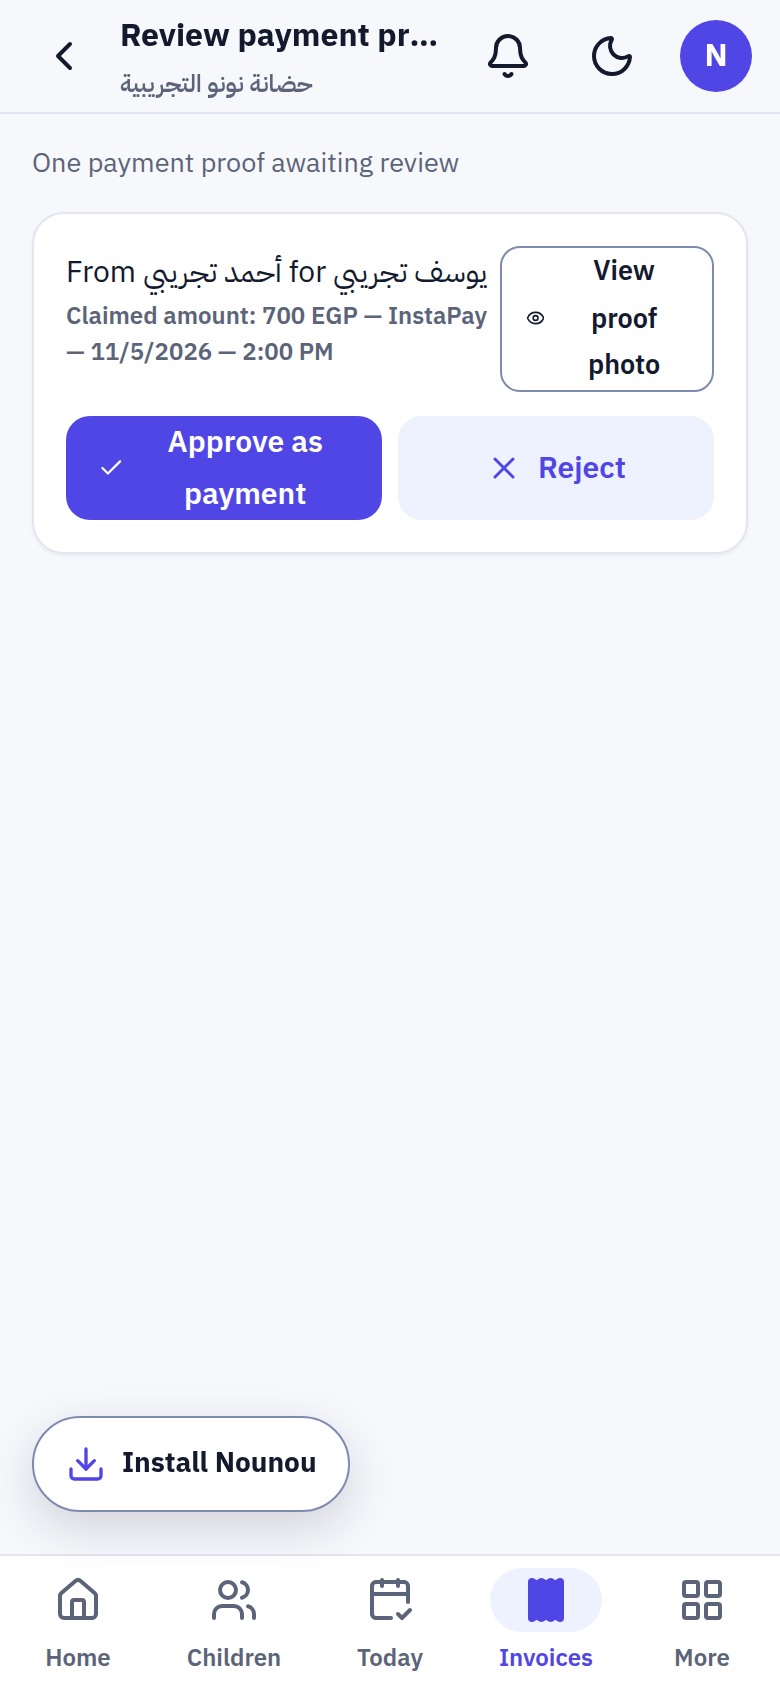 Review payment pr...
حضانة نونو التجريبية
N
One payment proof awaiting review
From أحمد تجريبي for يوسف تجريبي
Claimed amount: 700 EGP — InstaPay
— 11/5/2026 — 2:00 PM
View
proof
photo
Approve as
payment
Reject
Install Nounou
Home
Children
Today
Invoices
More